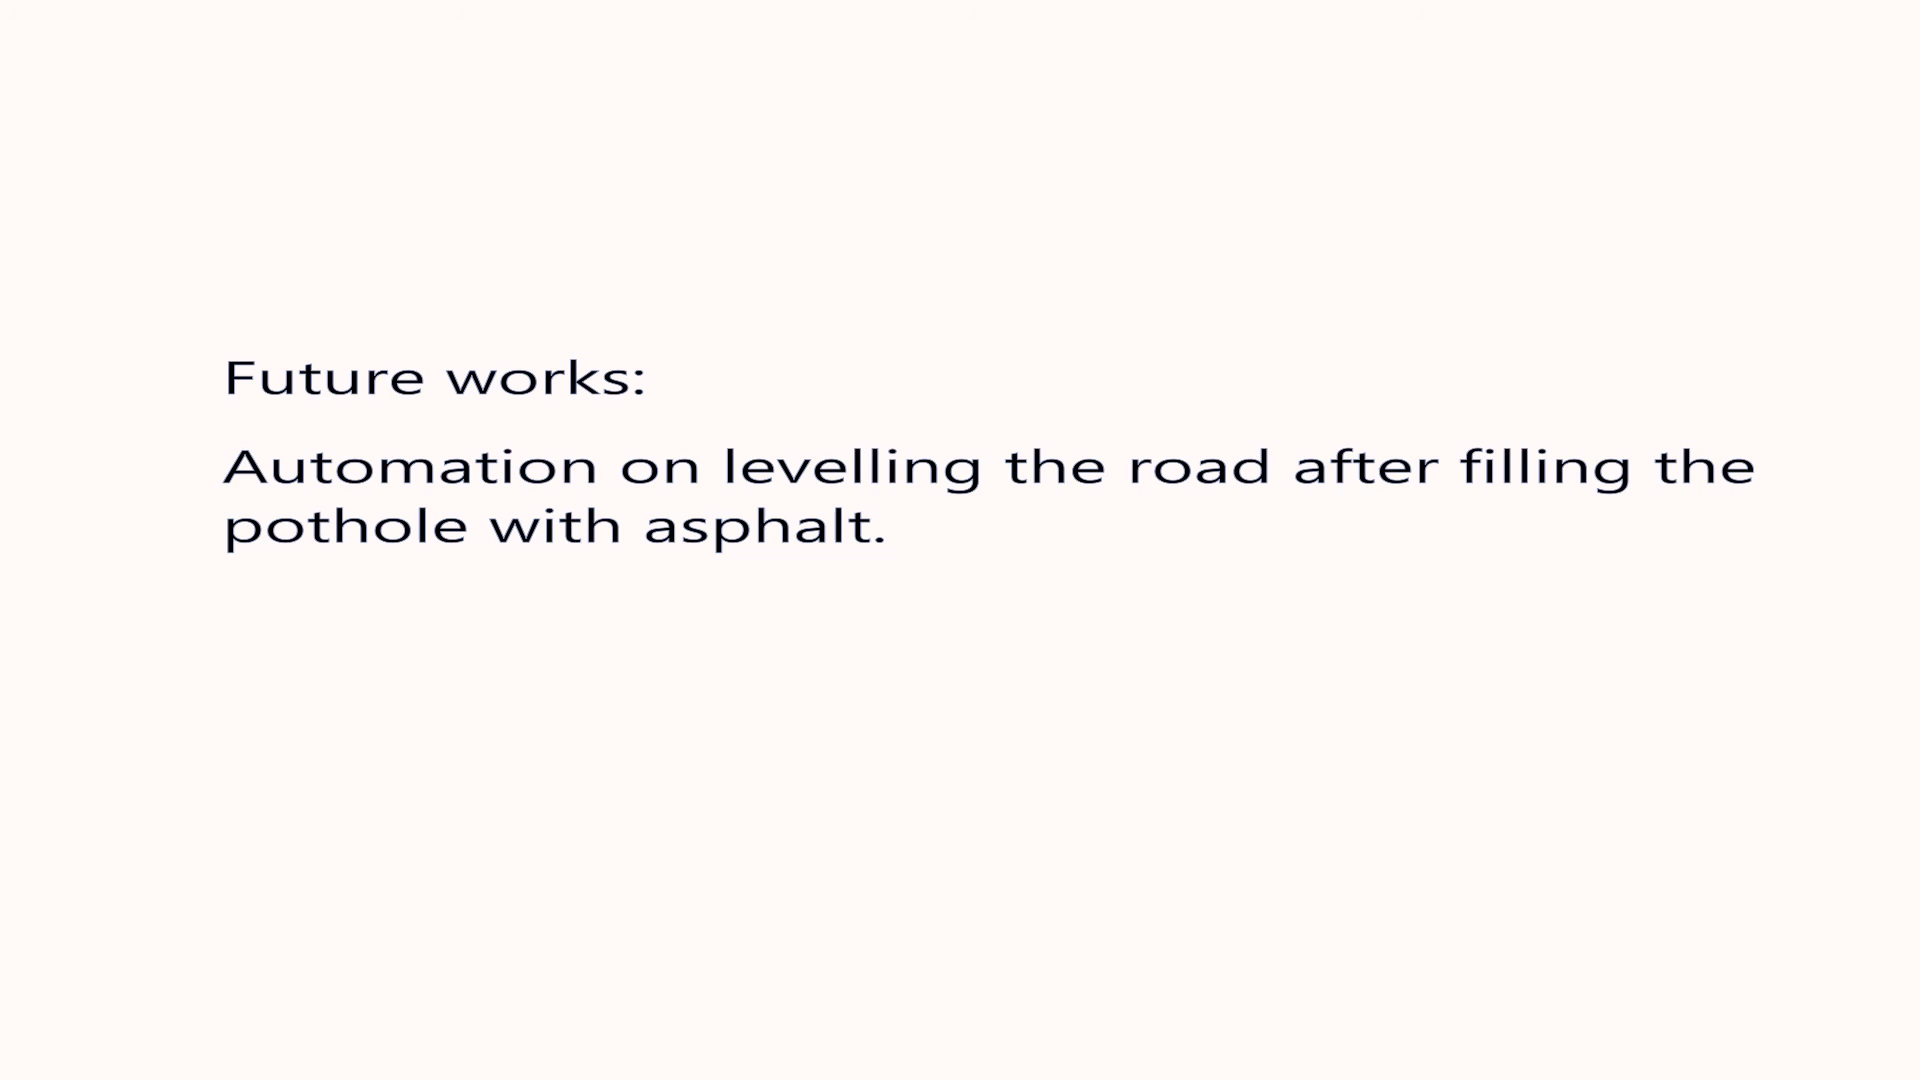 Future works:
Automation on levelling the road after filling the
pothole with asphalt.